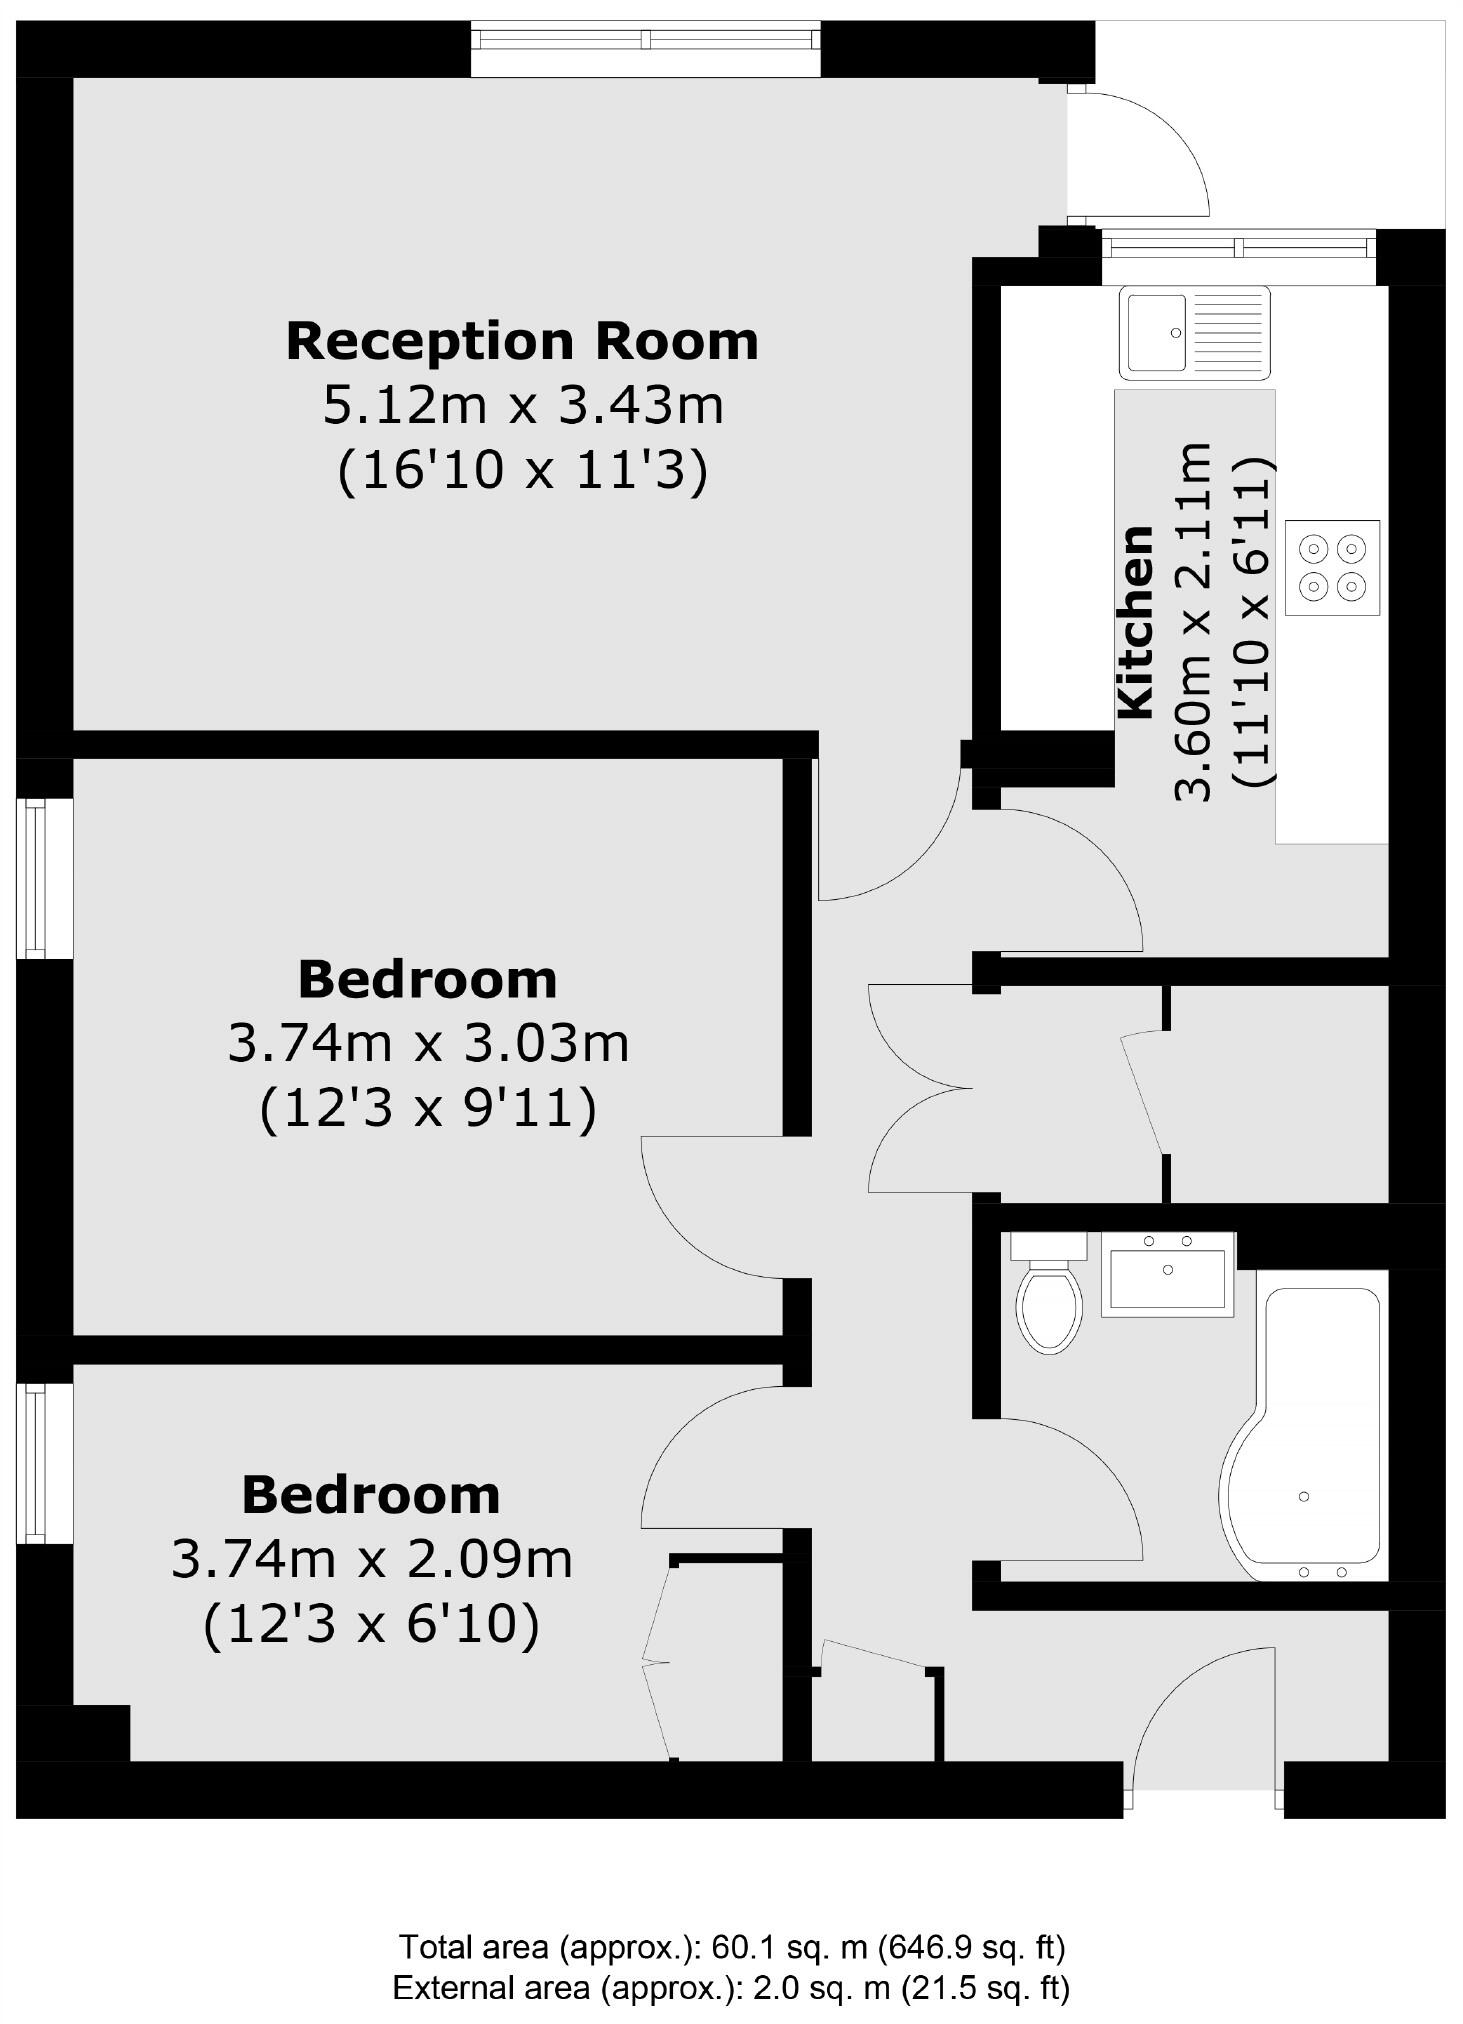 Reception Room
5.12m x 3.43m
(16'10 x 11'3)
Kitchen
3.60m x 2.11m
(11'10 x 6'11)
Bedroom
3.74m x 3.03m
(12'3 x 9'11)
Bedroom
3.74m x 2.09m
(12'3 x 6'10)
Total area (approx.): 60.1 sq. m (646.9 sq. ft)
External area (approx.): 2.0 sq. m (21.5 sq. ft)